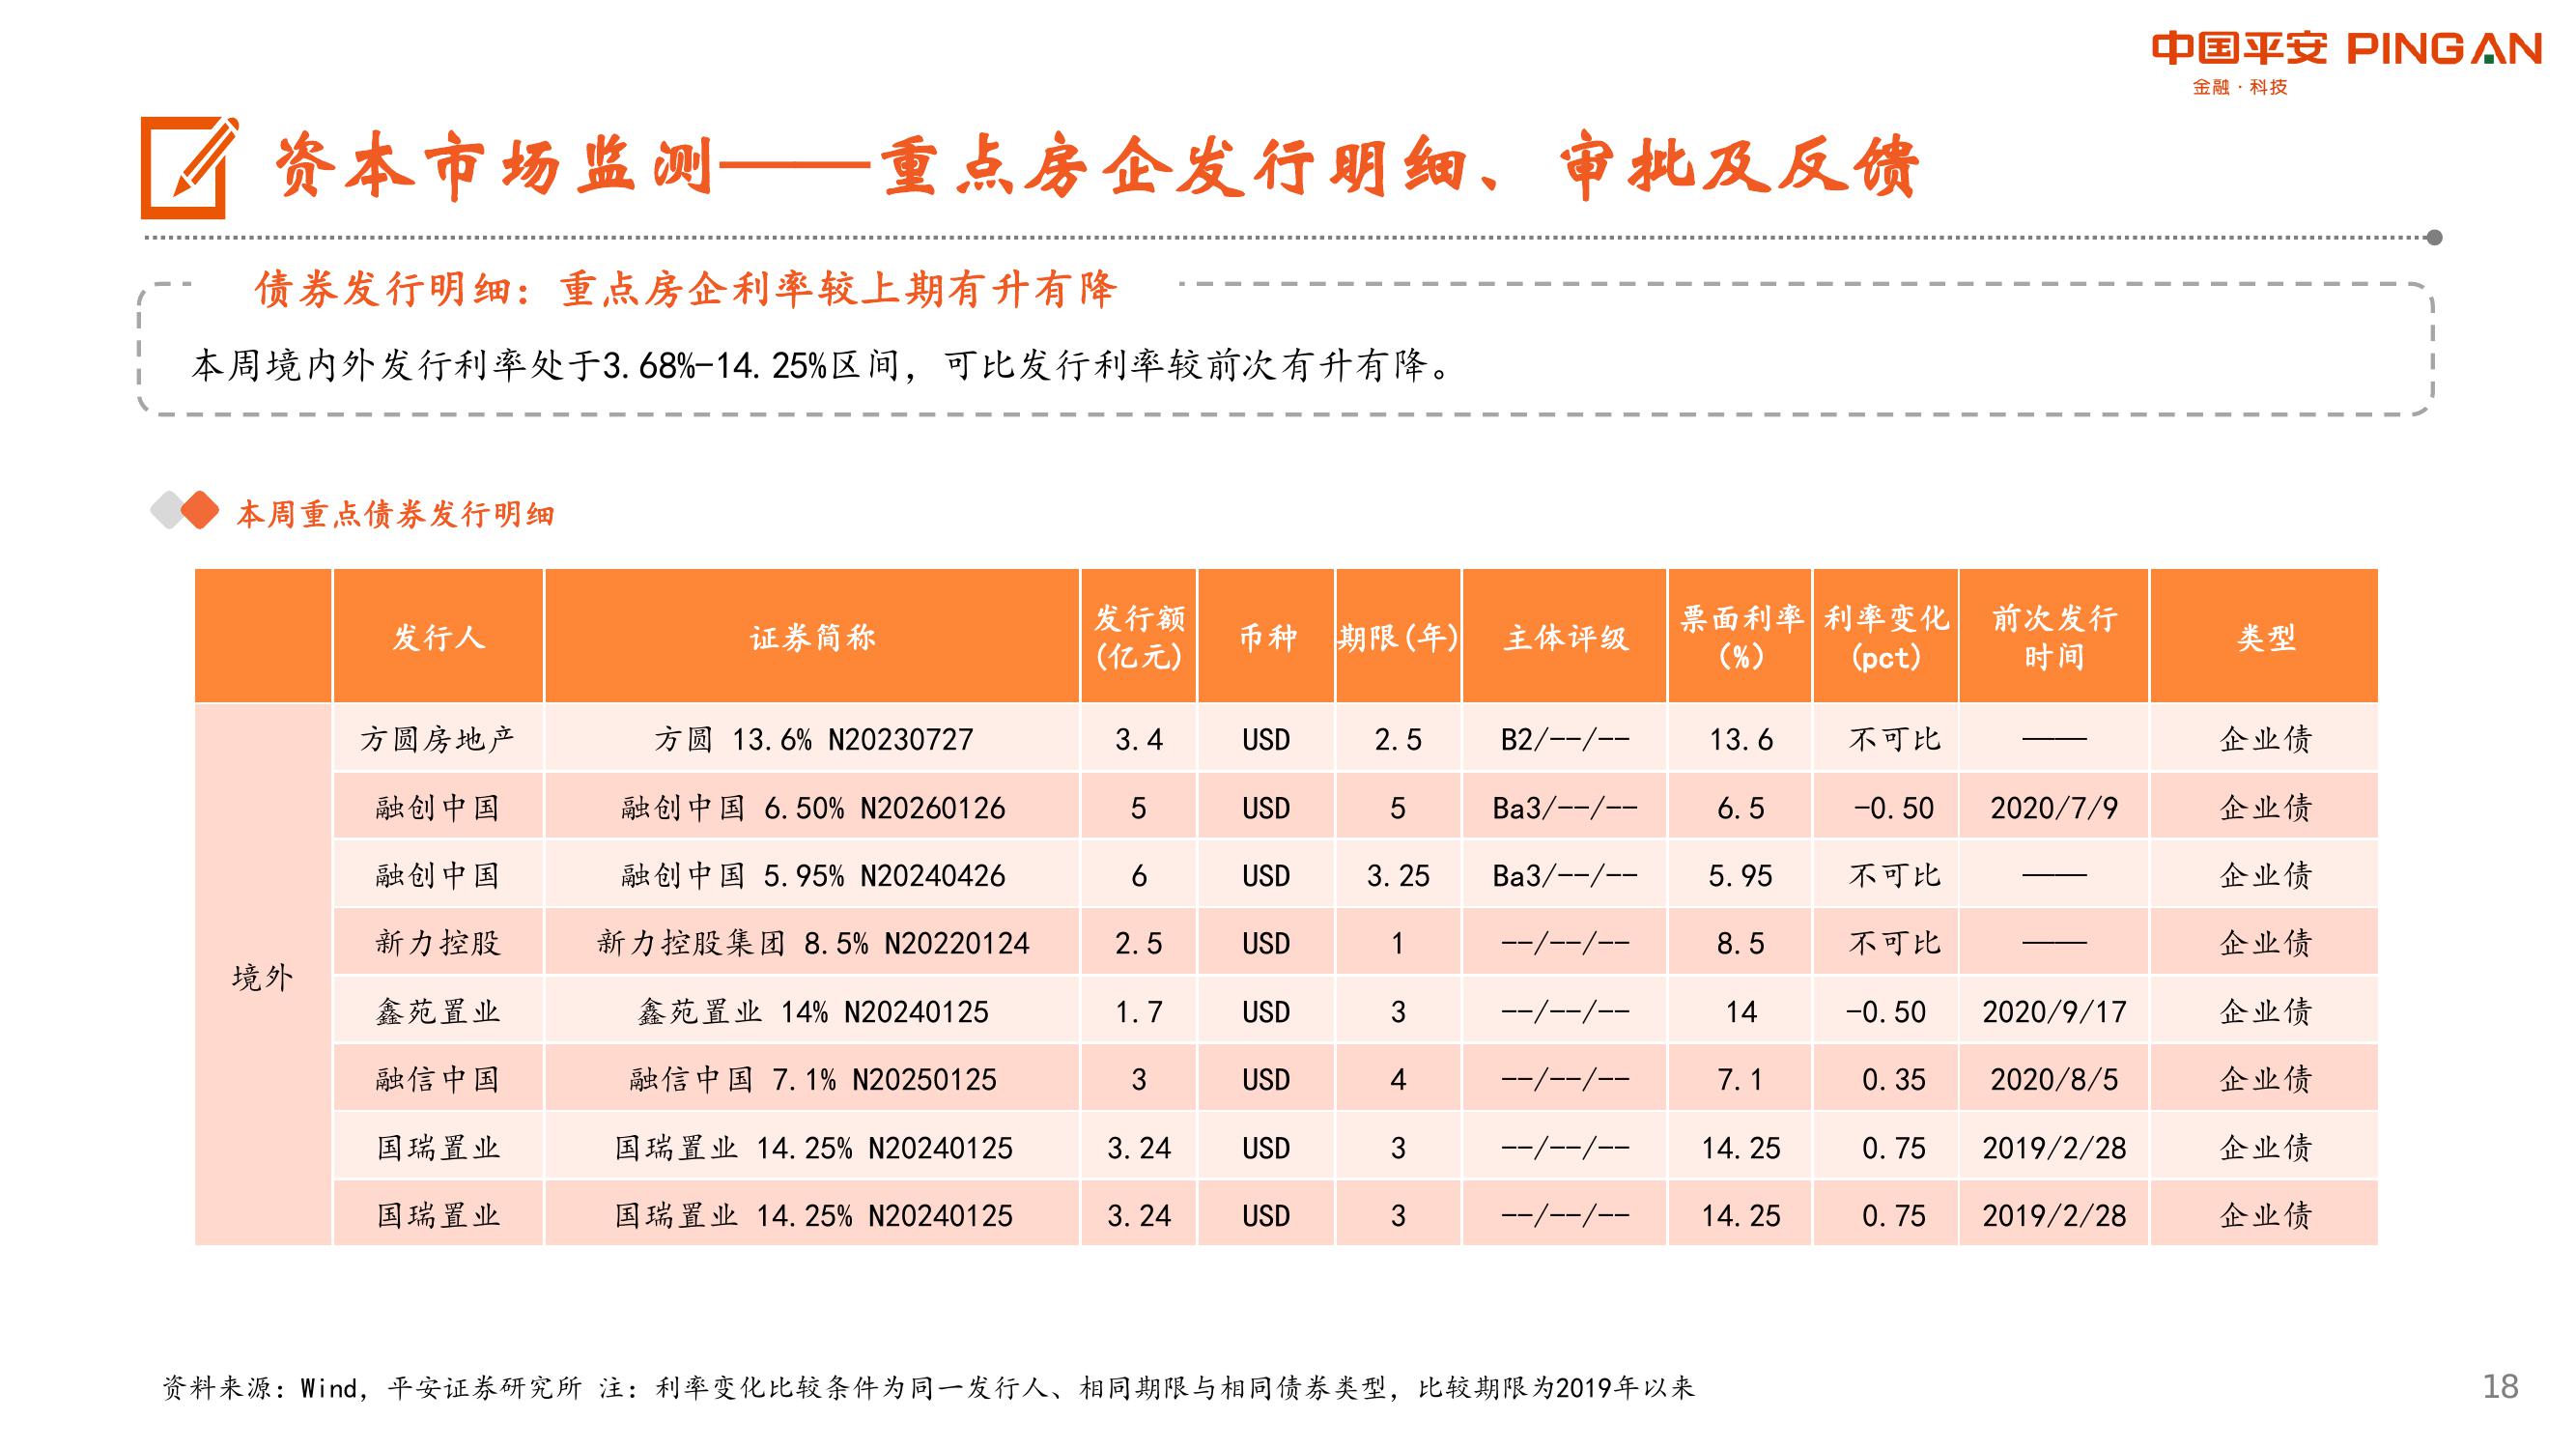 中国平安 PINGAN
金融·科技
资本市场监测——重点房企发行明细、审批及反馈
债券发行明细：重点房企利率较上期有升有降
本周境内外发行利率处于3.68%-14.25%区间，可比发行利率较前次有升有降。
本周重点债券发行明细
发行人 证券简称 发行额(亿元) 币种 期限(年) 主体评级 票面利率(%) 利率变化(pct) 前次发行时间 类型
境外
方圆房地产 方圆 13.6% N20230727 3.4 USD 2.5 B2/--/-- 13.6 不可比 —— 企业债
融创中国 融创中国 6.50% N20260126 5 USD 5 Ba3/--/-- 6.5 -0.50 2020/7/9 企业债
融创中国 融创中国 5.95% N20240426 6 USD 3.25 Ba3/--/-- 5.95 不可比 —— 企业债
新力控股 新力控股集团 8.5% N20220124 2.5 USD 1 --/--/-- 8.5 不可比 —— 企业债
鑫苑置业 鑫苑置业 14% N20240125 1.7 USD 3 --/--/-- 14 -0.50 2020/9/17 企业债
融信中国 融信中国 7.1% N20250125 3 USD 4 --/--/-- 7.1 0.35 2020/8/5 企业债
国瑞置业 国瑞置业 14.25% N20240125 3.24 USD 3 --/--/-- 14.25 0.75 2019/2/28 企业债
国瑞置业 国瑞置业 14.25% N20240125 3.24 USD 3 --/--/-- 14.25 0.75 2019/2/28 企业债
资料来源：Wind，平安证券研究所 注：利率变化比较条件为同一发行人、相同期限与相同债券类型，比较期限为2019年以来
18